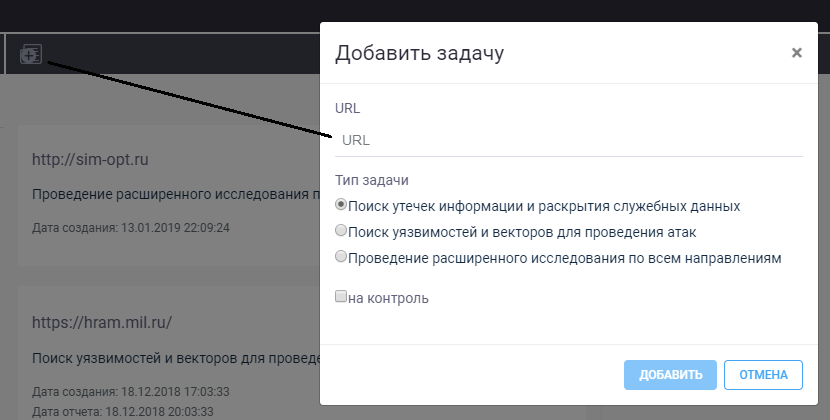 Добавить задачу
×
URL
URL
Тип задачи
Поиск утечек информации и раскрытия служебных данных
Поиск уязвимостей и векторов для проведения атак
Проведение расширенного исследования по всем направлениям
на контроль
ДОБАВИТЬ ОТМЕНА
http://sim-opt.ru
Проведение расширенного исследования п
Дата создания: 13.01.2019 22:09:24
https://hram.mil.ru/
Поиск уязвимостей и векторов для проведе
Дата создания: 18.12.2018 17:03:33
Дата отчета: 18.12.2018 20:03:33